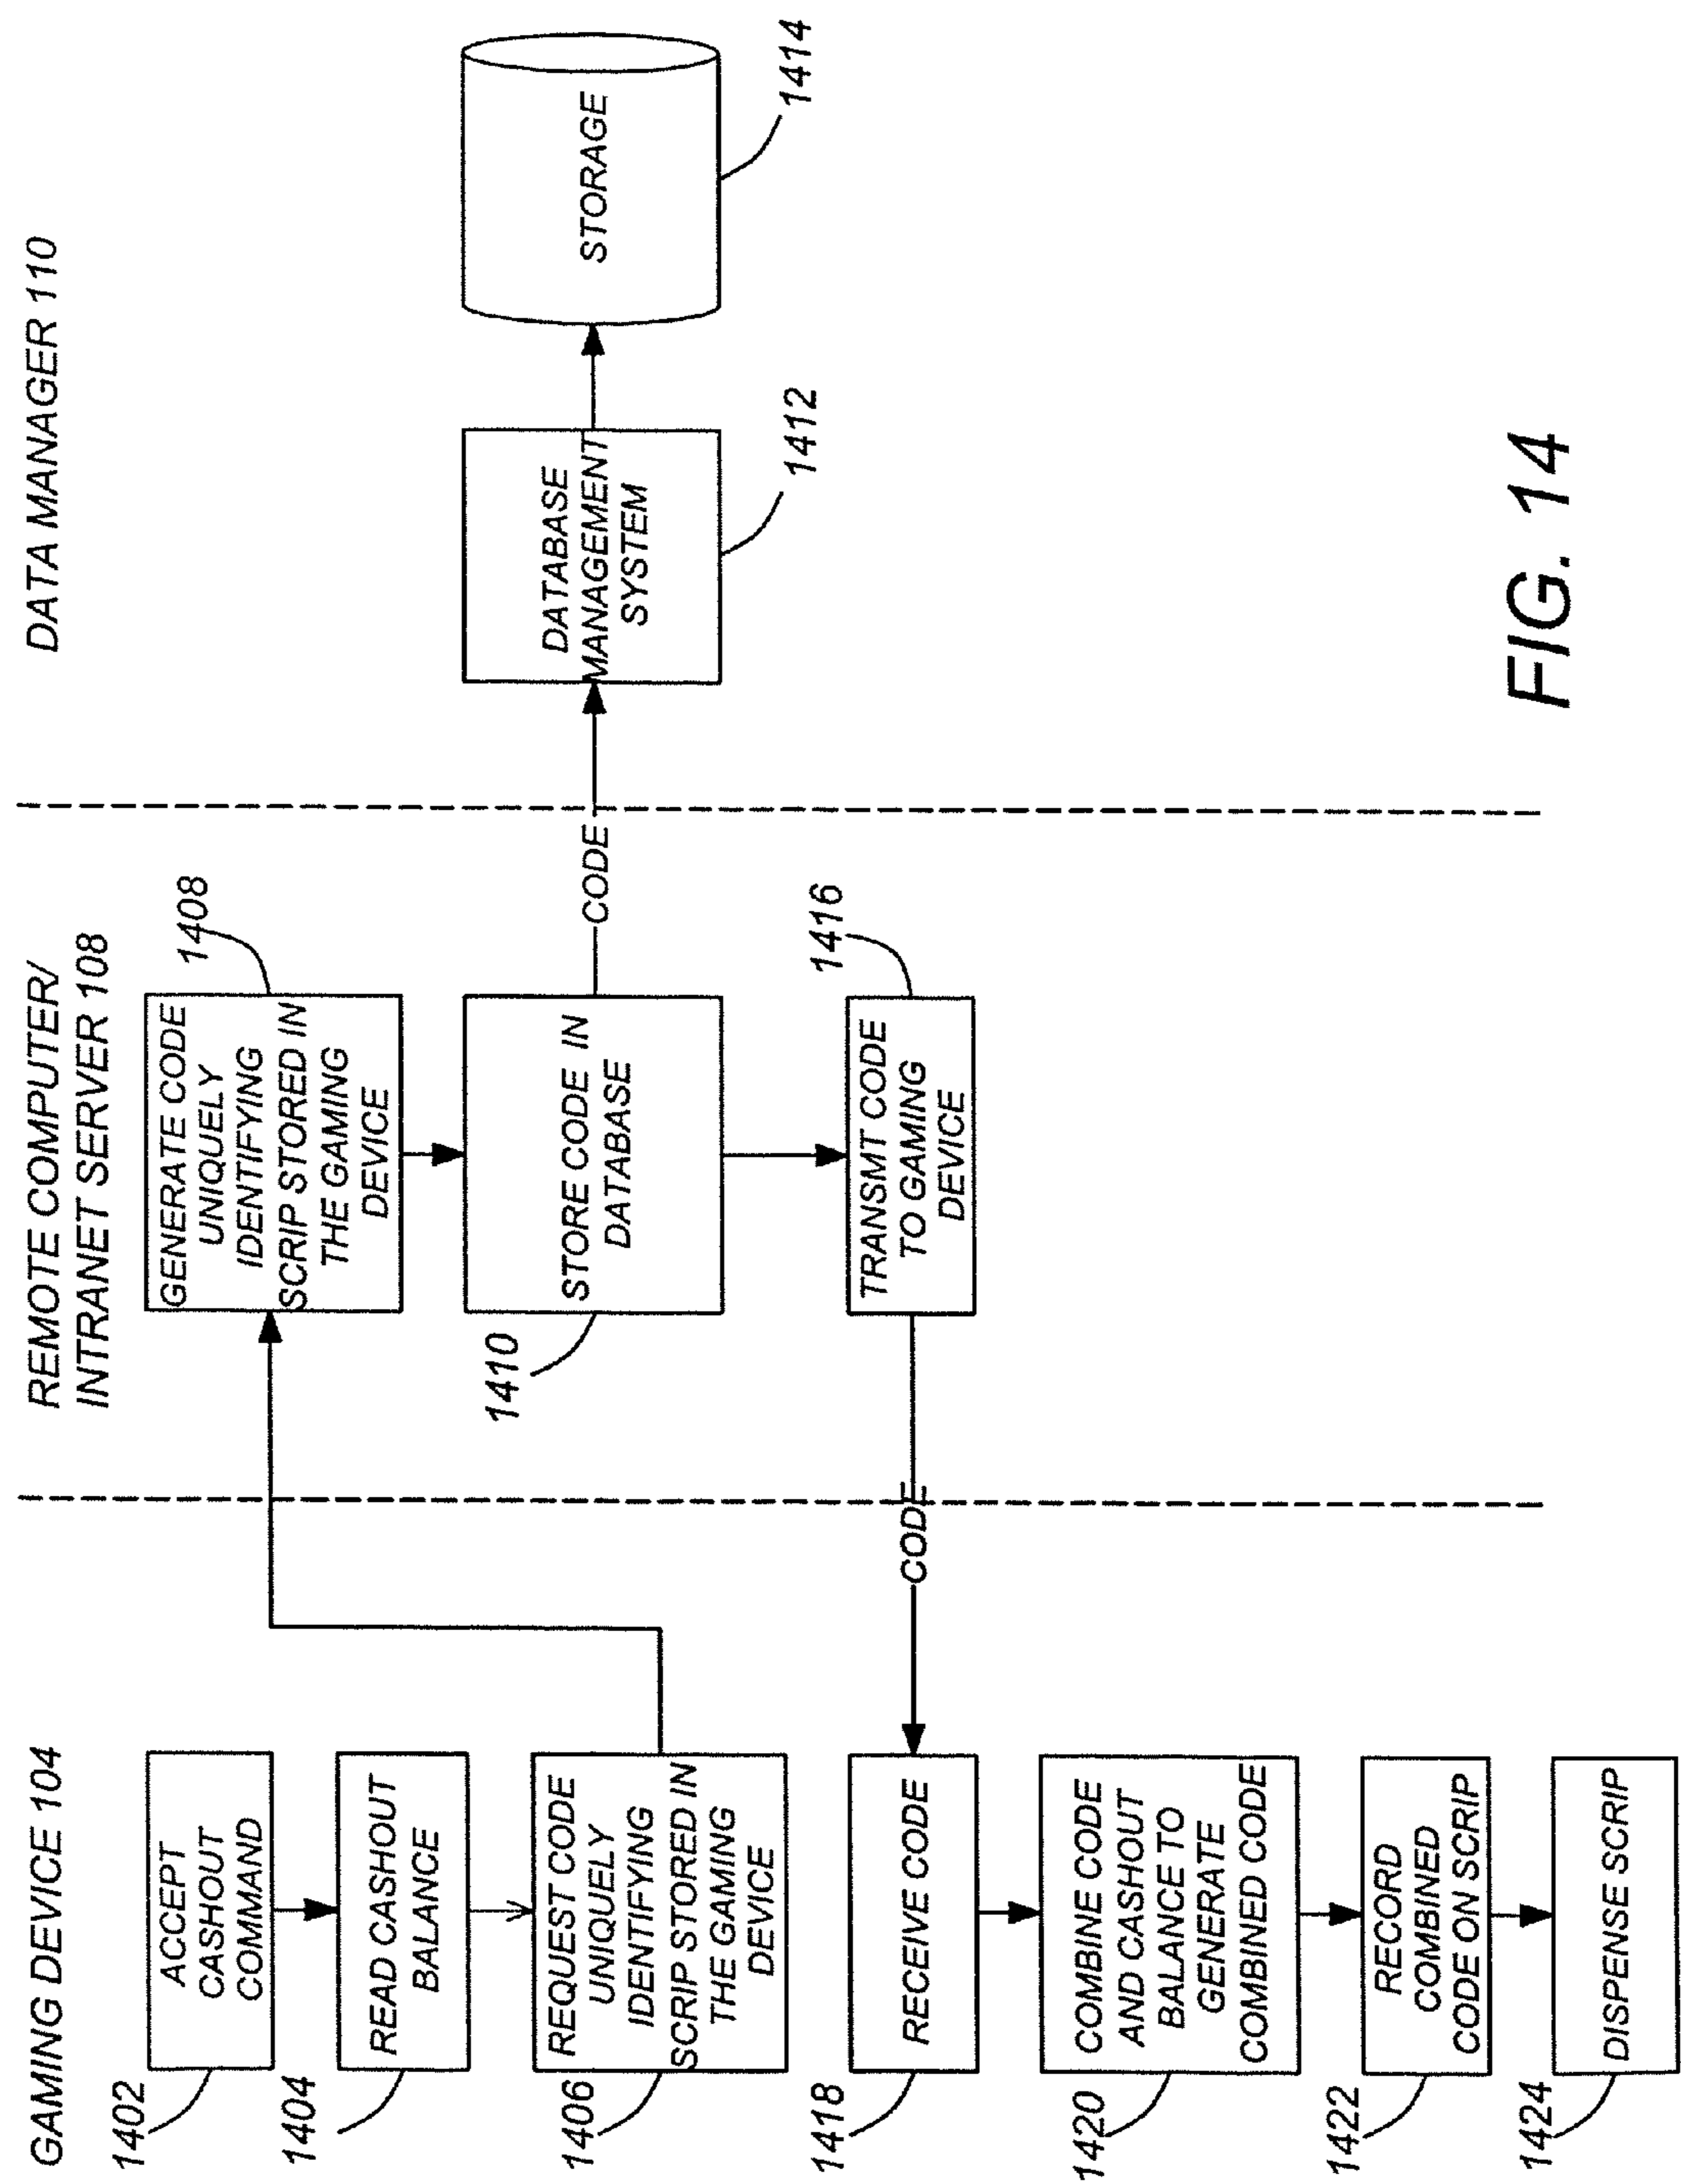 GAMING DEVICE 104
1402
ACCEPT
CASHOUT
COMMAND
1404
READ CASHOUT
BALANCE
1406
REQUEST CODE
UNIQUELY
IDENTIFYING
SCRIP STORED IN
THE GAMING
DEVICE
1418
RECEIVE CODE
1420
COMBINE CODE
AND CASHOUT
BALANCE TO
GENERATE
COMBINED CODE
1422
RECORD
COMBINED
CODE ON SCRIP
1424
DISPENSE SCRIP
REMOTE COMPUTER/
INTRANET SERVER 108
1408
GENERATE CODE
UNIQUELY
IDENTIFYING
SCRIP STORED IN
THE GAMING
DEVICE
1410
STORE CODE IN
DATABASE
CODE
1416
TRANSMT CODE
TO GAMING
DEVICE
CODE
DATA MANAGER 110
DATABASE
MANAGEMENT
SYSTEM
1412
STORAGE
1414
FIG. 14